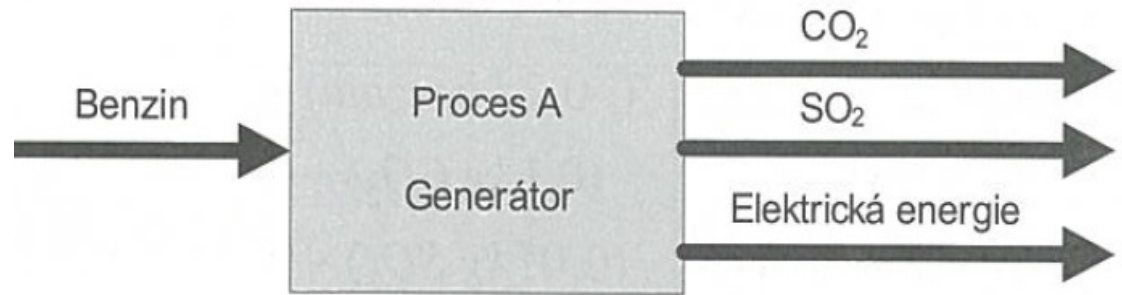 Benzin
Proces A
Generátor
CO₂
SO₂
Elektrická energie